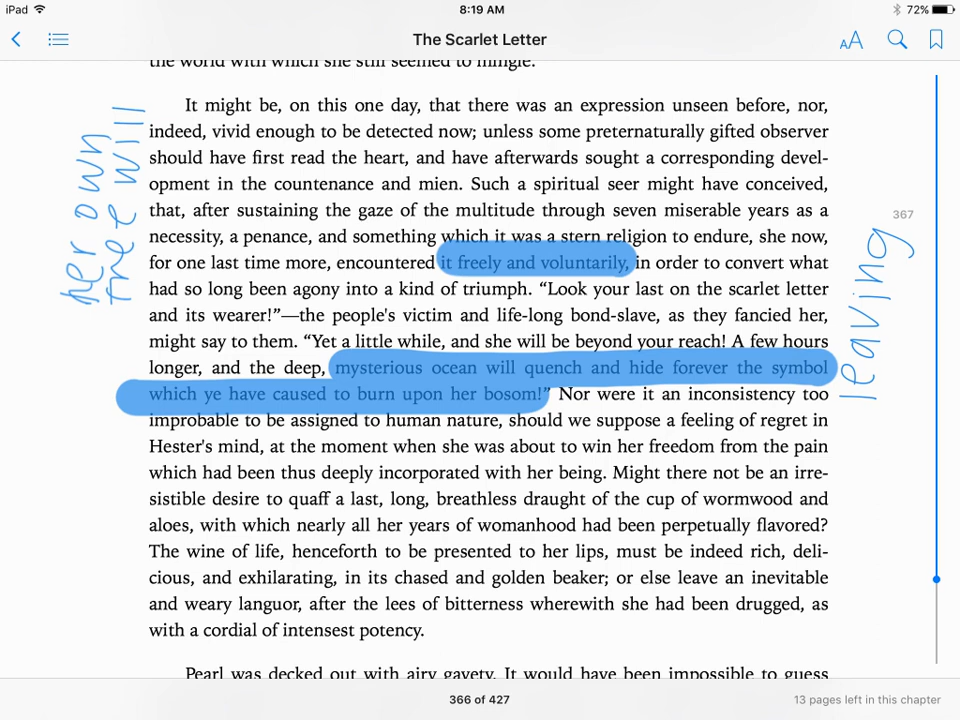 iPad
8:19 AM
72%
The Scarlet Letter
AA
the world with which she still seemed to mingle.
It might be, on this one day, that there was an expression unseen before, nor,
indeed, vivid enough to be detected now; unless some preternaturally gifted observer
should have first read the heart, and have afterwards sought a corresponding devel-
opment in the countenance and mien. Such a spiritual seer might have conceived,
that, after sustaining the gaze of the multitude through seven miserable years as a
necessity, a penance, and something which it was a stern religion to endure, she now,
for one last time more, encountered it freely and voluntarily, in order to convert what
had so long been agony into a kind of triumph. “Look your last on the scarlet letter
and its wearer!”—the people's victim and life-long bond-slave, as they fancied her,
might say to them. “Yet a little while, and she will be beyond your reach! A few hours
longer, and the deep, mysterious ocean will quench and hide forever the symbol
which ye have caused to burn upon her bosom!” Nor were it an inconsistency too
improbable to be assigned to human nature, should we suppose a feeling of regret in
Hester's mind, at the moment when she was about to win her freedom from the pain
which had been thus deeply incorporated with her being. Might there not be an irre-
sistible desire to quaff a last, long, breathless draught of the cup of wormwood and
aloes, with which nearly all her years of womanhood had been perpetually flavored?
The wine of life, henceforth to be presented to her lips, must be indeed rich, deli-
cious, and exhilarating, in its chased and golden beaker; or else leave an inevitable
and weary languor, after the lees of bitterness wherewith she had been drugged, as
with a cordial of intensest potency.
Pearl was decked out with airy gayety. It would have been impossible to guess
her own
free will
367
leaving
366 of 427
13 pages left in this chapter